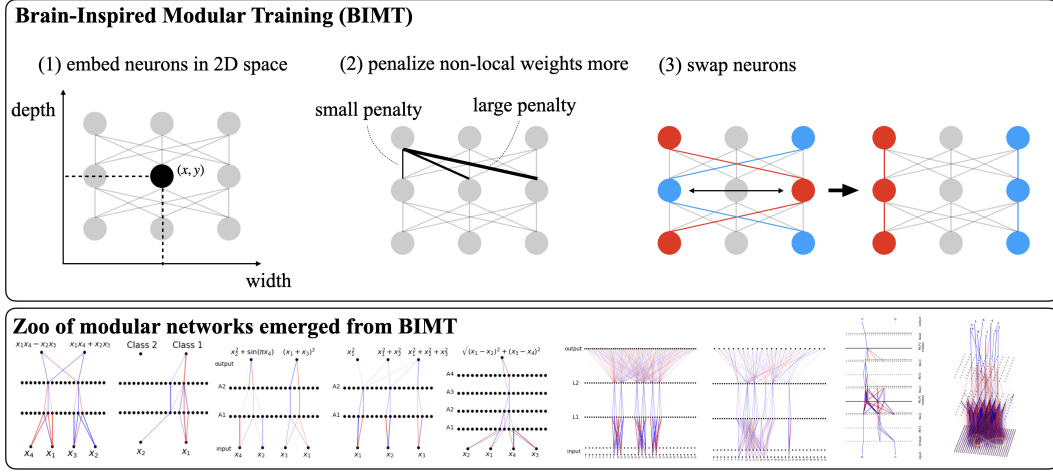 Brain-Inspired Modular Training (BIMT)
(1) embed neurons in 2D space
(2) penalize non-local weights more
(3) swap neurons
depth
(x, y)
width
small penalty
large penalty
Zoo of modular networks emerged from BIMT
x₁x₄ − x₂x₃
x₁x₄ + x₂x₃
x₄
x₁
x₃
x₂
Class 2
Class 1
x₂
x₁
(x₁ + x₃)³
output
A2
A1
input
x₄
x₂
x₃
x₁
x₁²
x₁² + x₂²
x₁² + x₂² + x₃²
A2
A1
x₁
x₂
x₃
√(x₁ − x₂)² + (x₃ − x₄)²
A4
A3
A2
A1
input
x₂
x₁
x₄
x₃
output
L2
L1
input